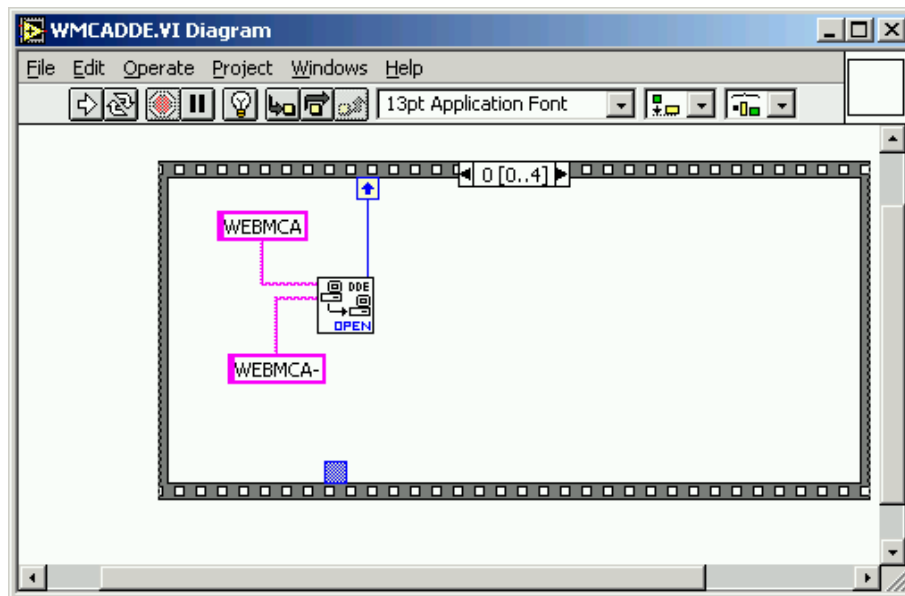 WMCADDE.VI Diagram
File Edit Operate Project Windows Help
13pt Application Font
0 [0..4]
WEBMCA
DDE
OPEN
WEBMCA-